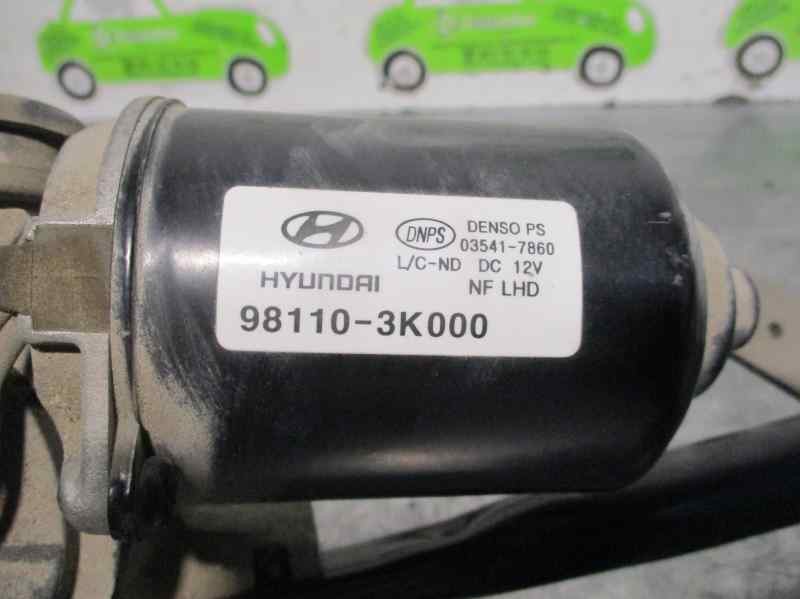 HYUNDAI
DNPS
DENSO PS
03541-7860
L/C-ND DC 12V
NF LHD
98110-3K000